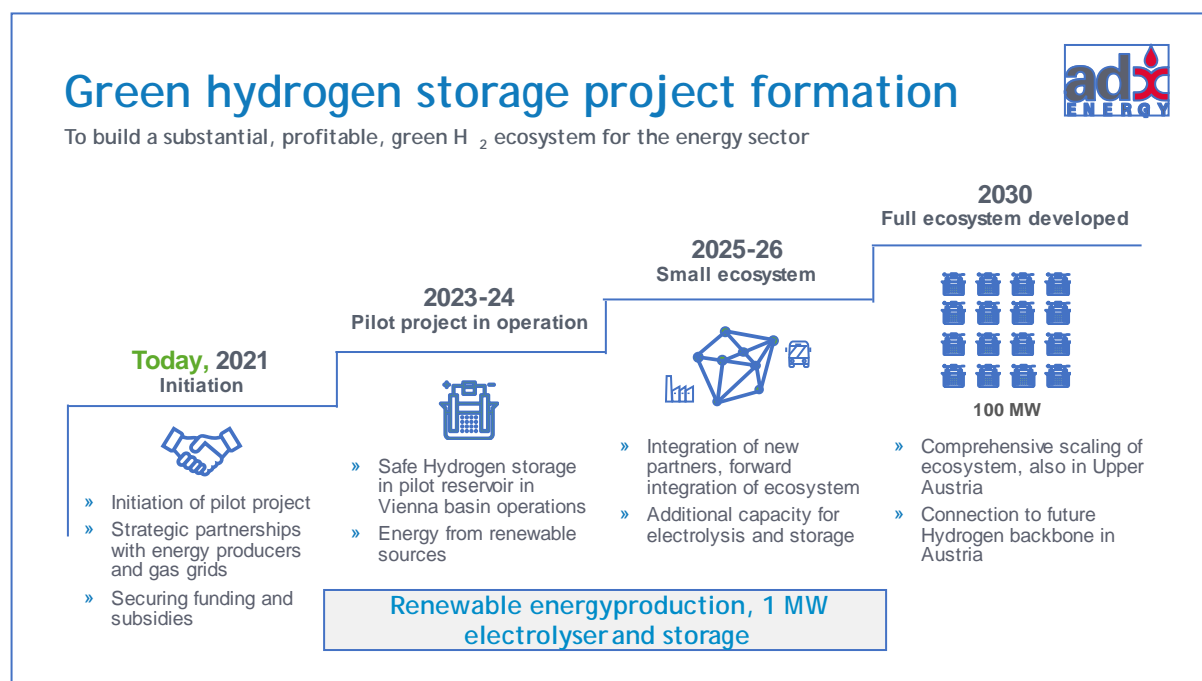 Green hydrogen storage project formation
adx
ENERGY
To build a substantial, profitable, green H 2 ecosystem for the energy sector
Today, 2021
Initiation
» Initiation of pilot project
» Strategic partnerships
with energy producers
and gas grids
» Securing funding and
subsidies
2023-24
Pilot project in operation
» Safe Hydrogen storage
in pilot reservoir in
Vienna basin operations
» Energy from renewable
sources
2025-26
Small ecosystem
» Integration of new
partners, forward
integration of ecosystem
» Additional capacity for
electrolysis and storage
2030
Full ecosystem developed
100 MW
» Comprehensive scaling of
ecosystem, also in Upper
Austria
» Connection to future
Hydrogen backbone in
Austria
Renewable energyproduction, 1 MW
electrolyser and storage